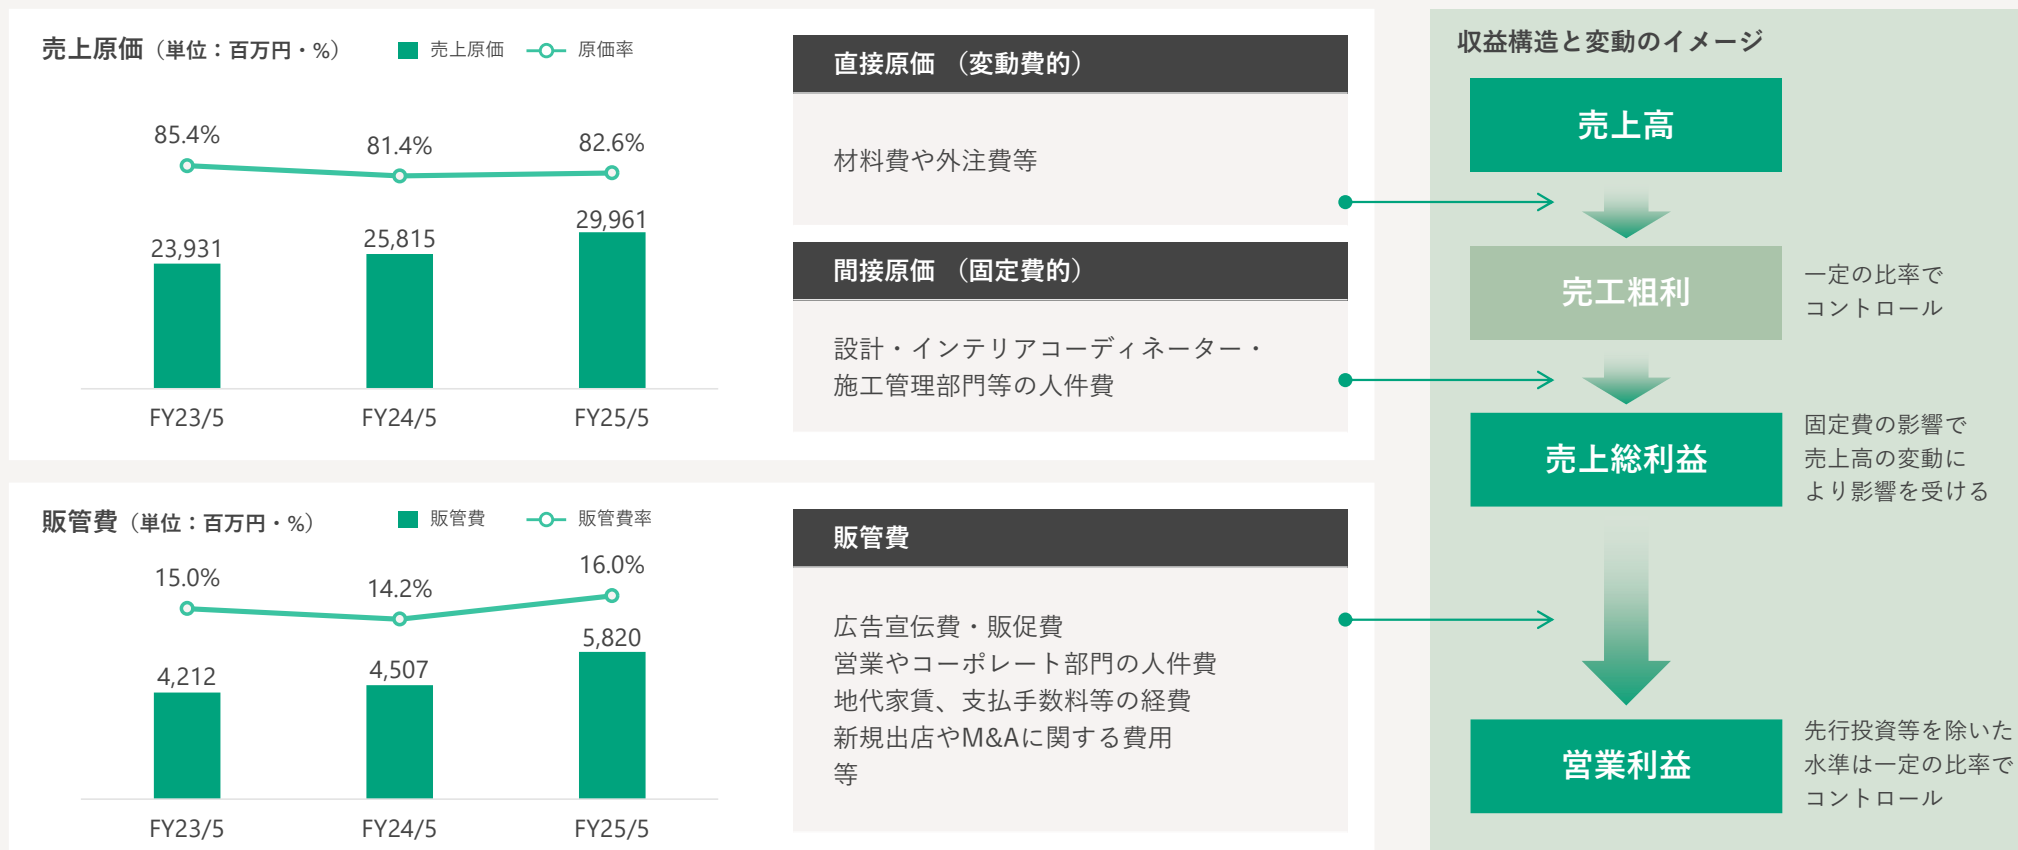 売上原価（単位：百万円・%）
売上原価
原価率
85.4%
81.4%
82.6%
23,931
25,815
29,961
FY23/5
FY24/5
FY25/5
直接原価 （変動費的）
材料費や外注費等
間接原価 （固定費的）
設計・インテリアコーディネーター・
施工管理部門等の人件費
販管費（単位：百万円・%）
販管費
販管費率
15.0%
14.2%
16.0%
4,212
4,507
5,820
FY23/5
FY24/5
FY25/5
販管費
広告宣伝費・販促費
営業やコーポレート部門の人件費
地代家賃、支払手数料等の経費
新規出店やM&Aに関する費用
等
収益構造と変動のイメージ
売上高
完工粗利
一定の比率で
コントロール
売上総利益
固定費の影響で
売上高の変動に
より影響を受ける
営業利益
先行投資等を除いた
水準は一定の比率で
コントロール